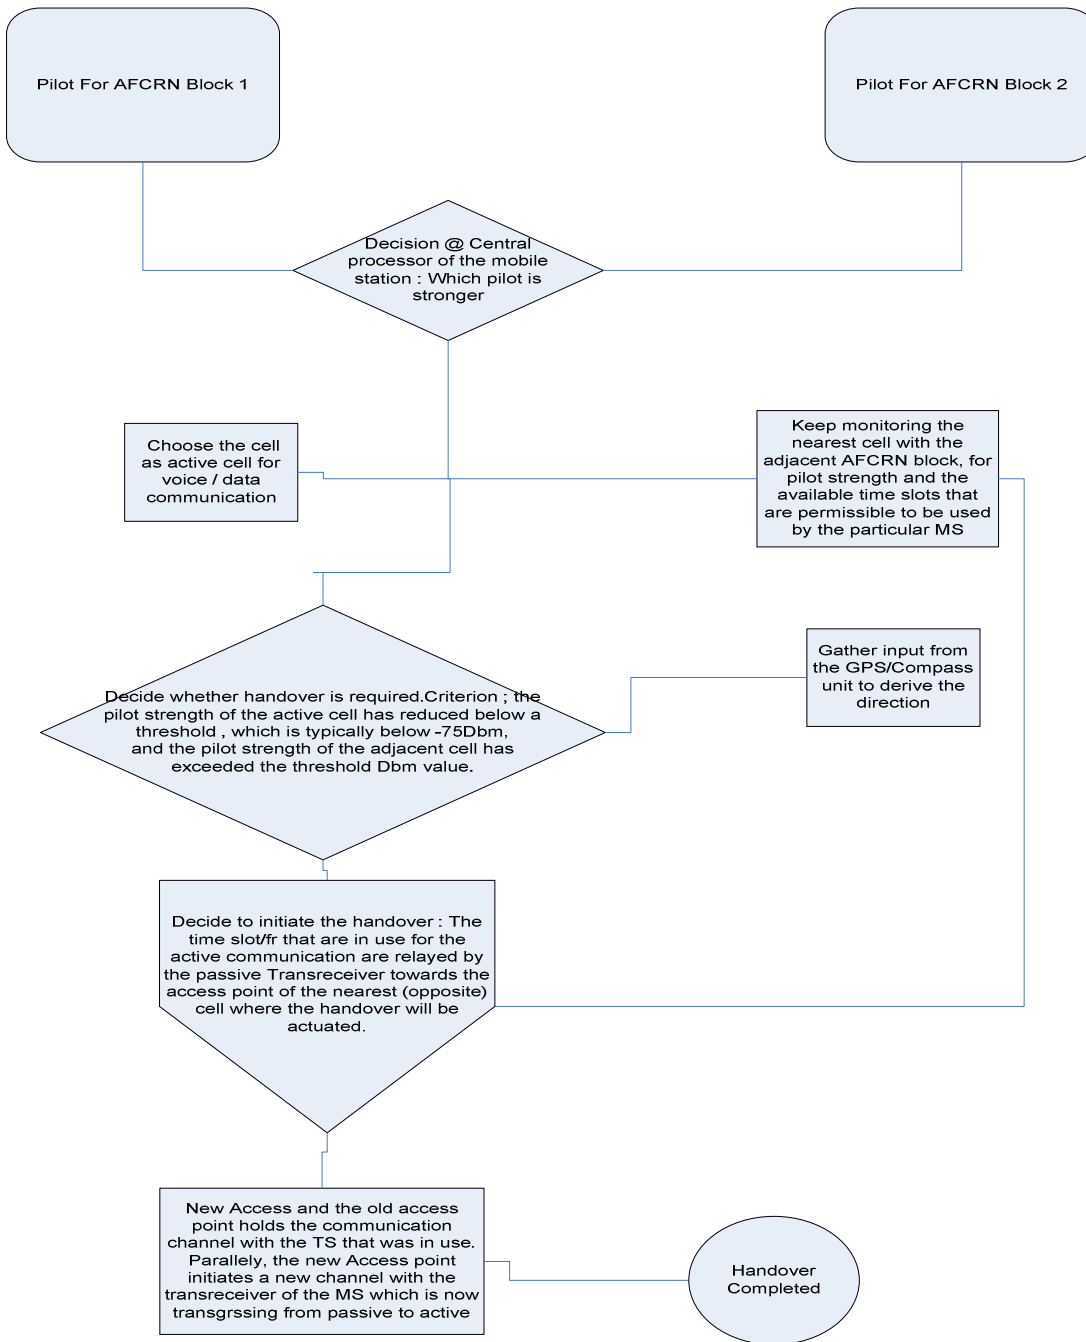 Pilot For AFCRN Block 1
Pilot For AFCRN Block 2
Decision @ Central
processor of the mobile
station : Which pilot is
stronger
Choose the cell
as active cell for
voice / data
communication
Keep monitoring the
nearest cell with the
adjacent AFCRN block, for
pilot strength and the
available time slots that
are permissible to be used
by the particular MS
Gather input from
the GPS/Compass
unit to derive the
direction
Decide whether handover is required.Criterion ; the
pilot strength of the active cell has reduced below a
threshold , which is typically below -75Dbm,
and the pilot strength of the adjacent cell has
exceeded the threshold Dbm value.
Decide to initiate the handover : The
time slot/fr that are in use for the
active communication are relayed by
the passive Transreceiver towards the
access point of the nearest (opposite)
cell where the handover will be
actuated.
New Access and the old access
point holds the communication
channel with the TS that was in use.
Parallely, the new Access point
initiates a new channel with the
transreceiver of the MS which is now
transgrssing from passive to active
Handover
Completed